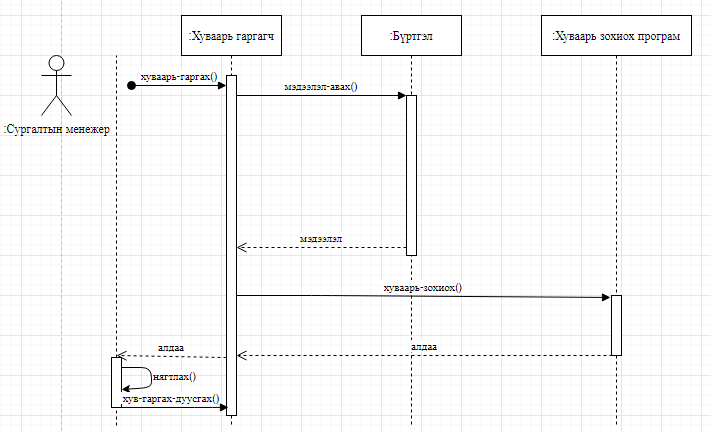 :Хуваарь гаргагч
:Бүртгэл
:Хуваарь зохиох програм
хуваарь-гаргах()
мэдээлэл-авах()
:Сургалтын менежер
мэдээлэл
хуваарь-зохиох()
алдаа
алдаа
нягтлах()
хув-гаргах-дуусгах()